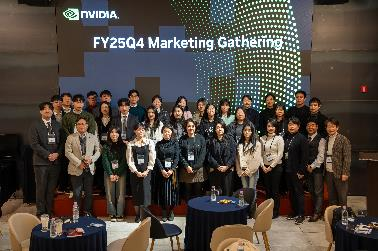 NVIDIA.
FY25Q4 Marketing Gathering